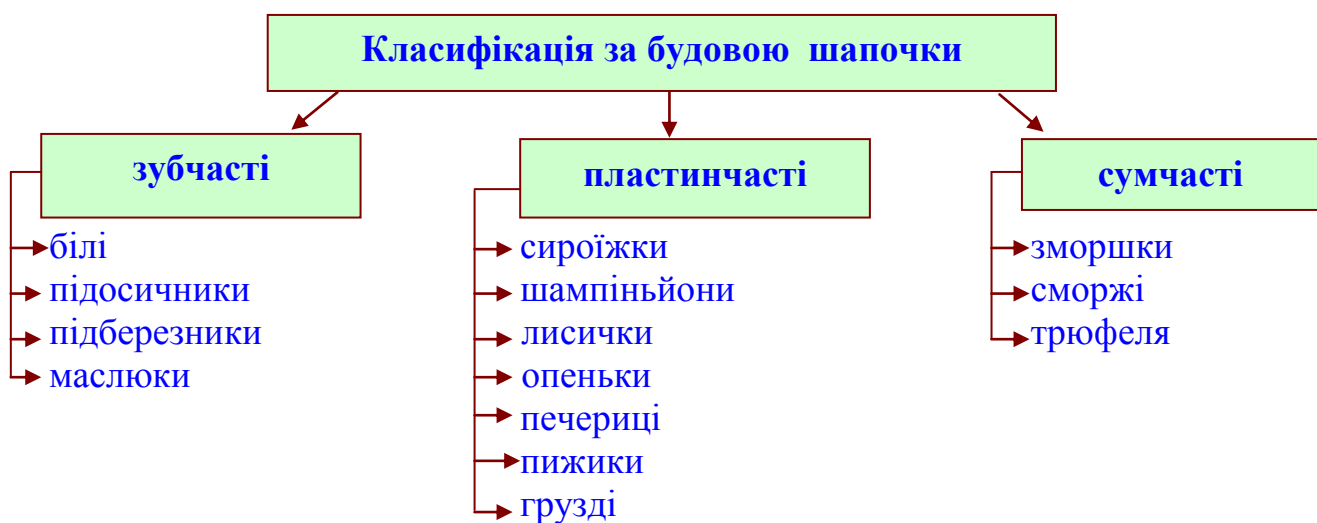 Класифікація за будовою шапочки
зубчасті
білі
підосичники
підберезники
маслюки
пластинчасті
сироїжки
шампіньйони
лисички
опеньки
печериці
пижики
грузді
сумчасті
зморшки
сморжі
трюфеля